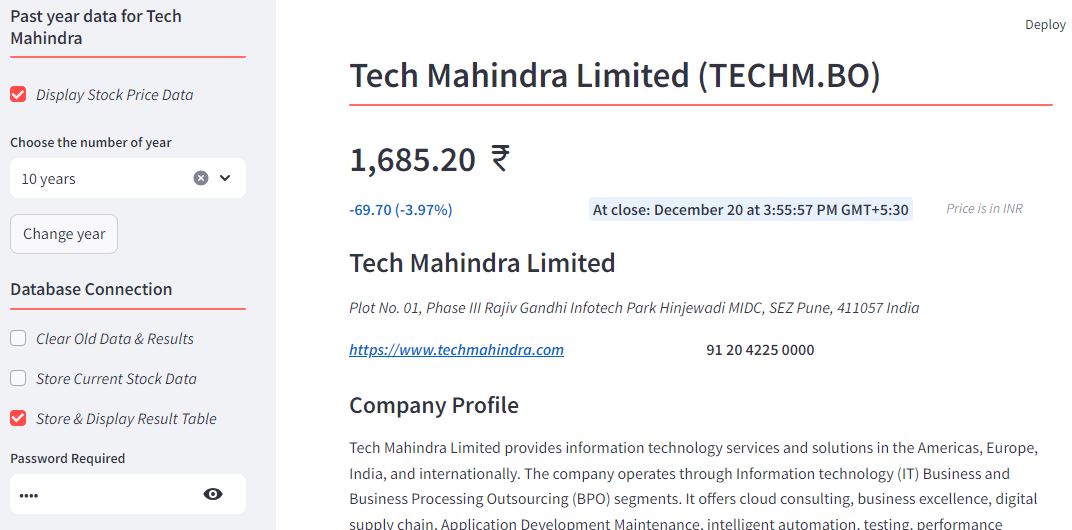 Past year data for Tech
Mahindra
Display Stock Price Data
Choose the number of year
10 years
Change year
Database Connection
Clear Old Data & Results
Store Current Stock Data
Store & Display Result Table
Password Required
••••
Deploy
Tech Mahindra Limited (TECHM.BO)
1,685.20 ₹
-69.70 (-3.97%) At close: December 20 at 3:55:57 PM GMT+5:30 Price is in INR
Tech Mahindra Limited
Plot No. 01, Phase III Rajiv Gandhi Infotech Park Hinjewadi MIDC, SEZ Pune, 411057 India
https://www.techmahindra.com 91 20 4225 0000
Company Profile
Tech Mahindra Limited provides information technology services and solutions in the Americas, Europe,
India, and internationally. The company operates through Information technology (IT) Business and
Business Processing Outsourcing (BPO) segments. It offers cloud consulting, business excellence, digital
supply chain, Application Development Maintenance, intelligent automation, testing, performance